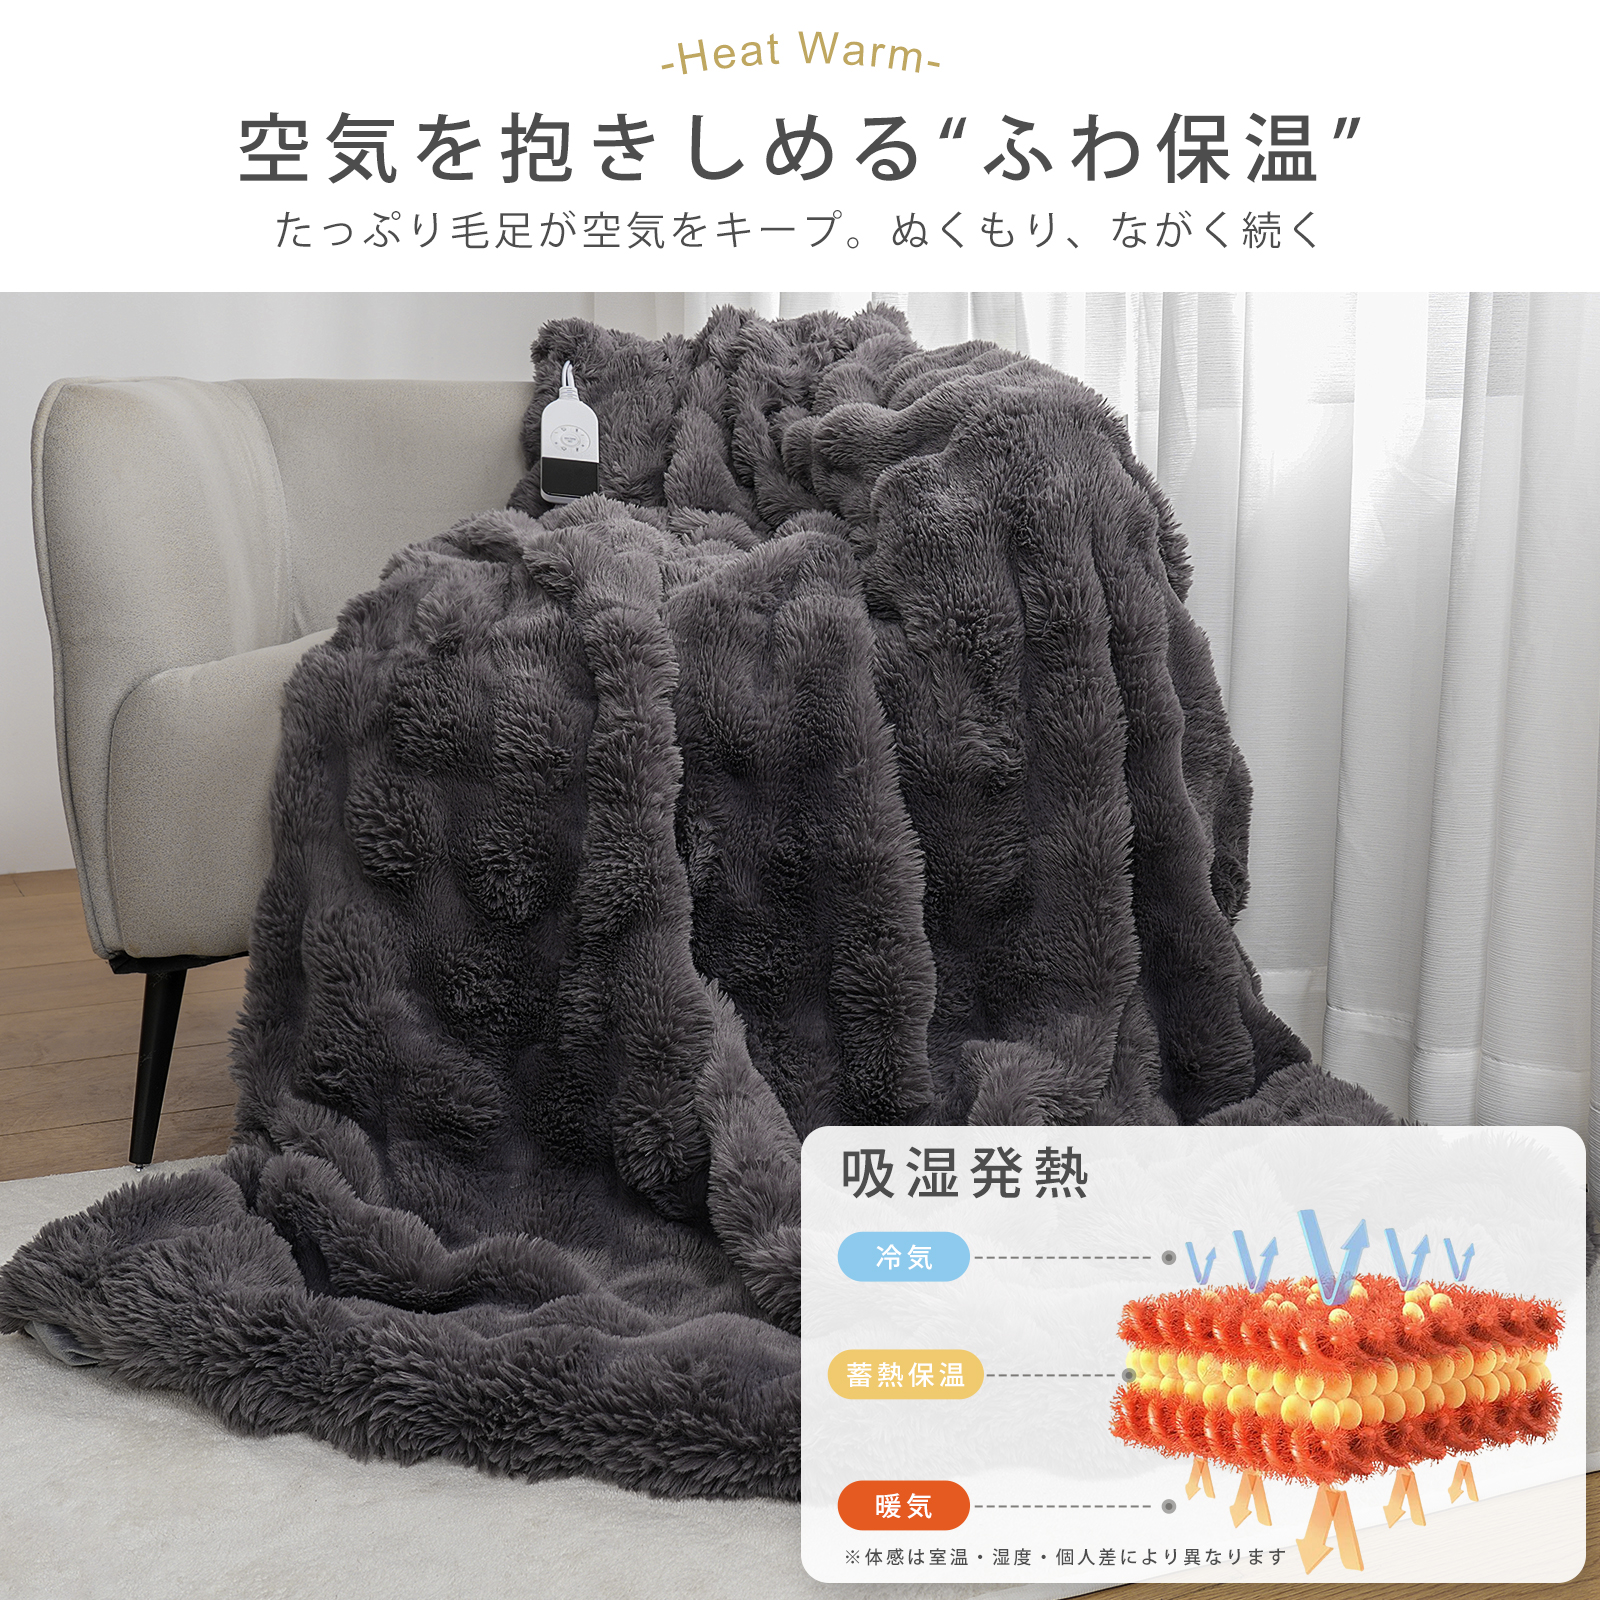 -Heat Warm-
空気を抱きしめる“ふわ保温”
たっぷり毛足が空気をキープ。ぬくもり、ながく続く
吸湿発熱
冷気
蓄熱保温
暖気
※体感は室温・湿度・個人差により異なります